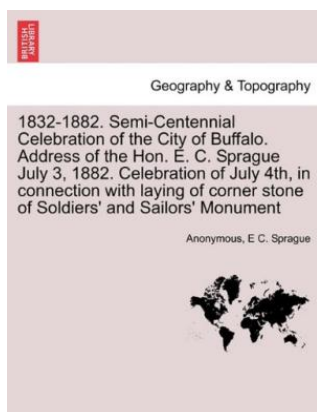 BRITISH
LIBRARY
Geography & Topography
1832-1882. Semi-Centennial
Celebration of the City of Buffalo.
Address of the Hon. E. C. Sprague
July 3, 1882. Celebration of July 4th, in
connection with laying of corner stone
of Soldiers' and Sailors' Monument
Anonymous, E C. Sprague